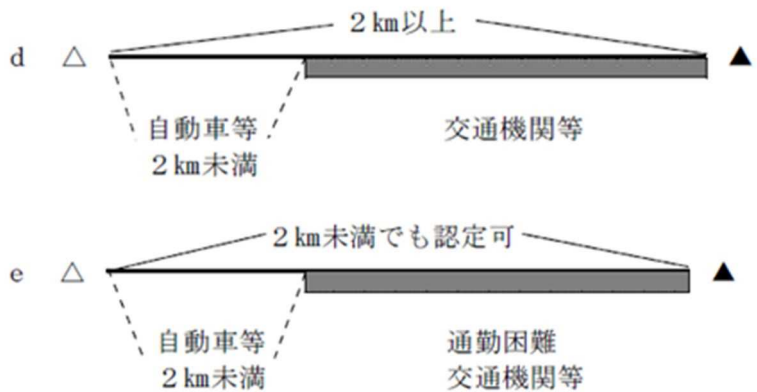 2km以上
d △ ▲
自動車等 交通機関等
2km未満
2km未満でも認定可
e △ ▲
自動車等 通勤困難
2km未満 交通機関等